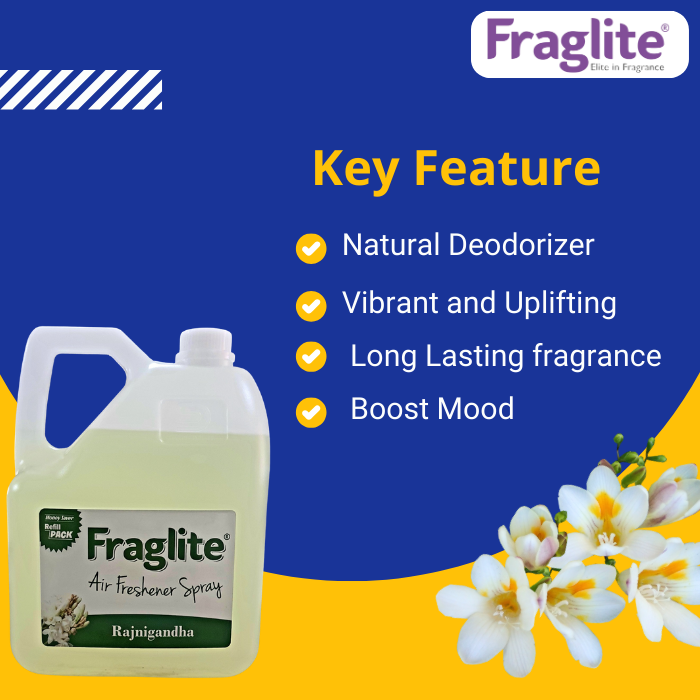 Fraglite®
Elite in Fragrance
Key Feature
Natural Deodorizer
Vibrant and Uplifting
Long Lasting fragrance
Boost Mood
Money Saver
Refill
PACK
Fraglite®
Air Freshener Spray
Rajnigandha